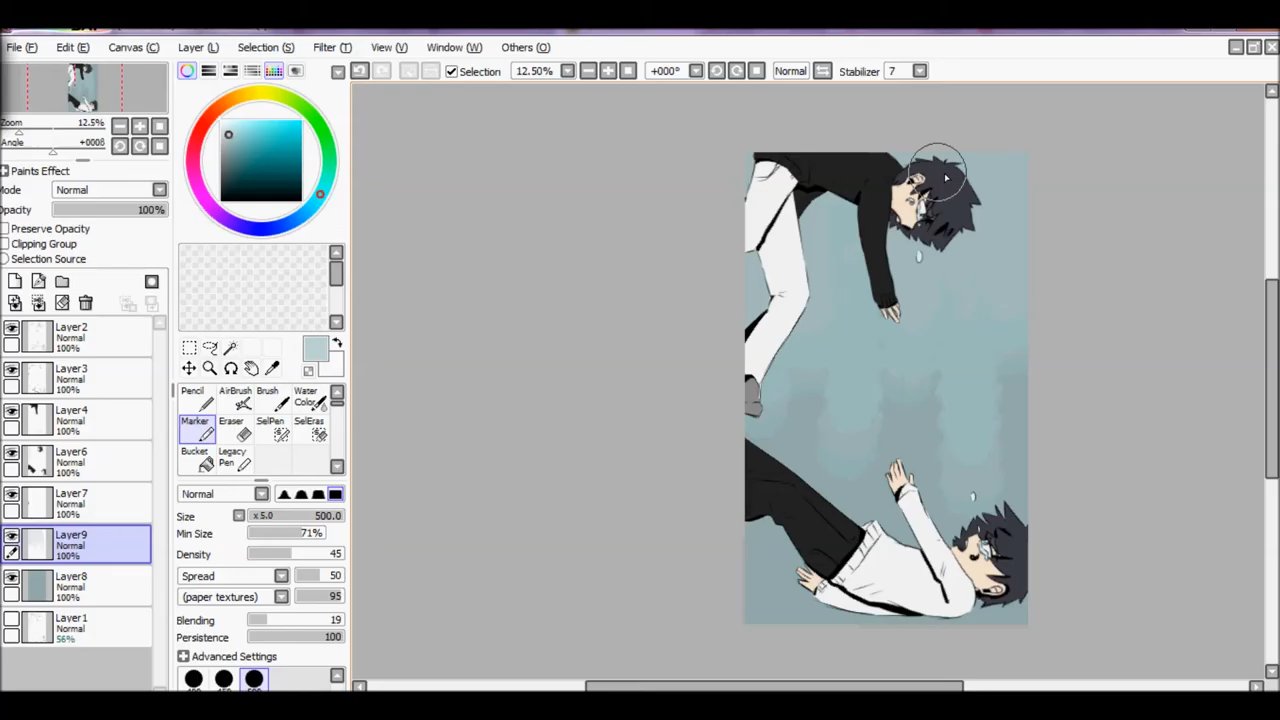 File (F) Edit (E) Canvas (C) Layer (L) Selection (S) Filter (T) View (V) Window (W) Others (O)
Selection 12.50% +000° Normal Stabilizer 7
Zoom 12.5%
Angle +0008
Paints Effect
Mode Normal
Opacity 100%
Preserve Opacity
Clipping Group
Selection Source
Layer2
Normal
100%
Layer3
Normal
100%
Layer4
Normal
100%
Layer6
Normal
100%
Layer7
Normal
100%
Layer9
Normal
100%
Layer8
Normal
100%
Layer1
Normal
56%
Pencil AirBrush Brush Water Color
Marker Eraser SelPen SelEras
Bucket Legacy Pen
Normal
Size x 5.0 500.0
Min Size 71%
Density 45
Spread 50
(paper textures) 95
Blending 19
Persistence 100
Advanced Settings